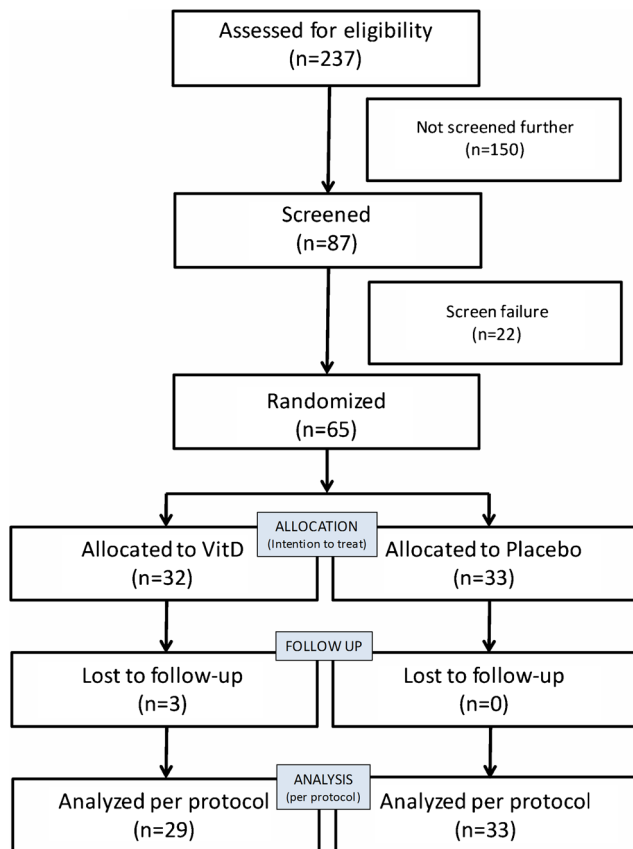 Assessed for eligibility
(n=237)
Not screened further
(n=150)
Screened
(n=87)
Screen failure
(n=22)
Randomized
(n=65)
ALLOCATION
(Intention to treat)
Allocated to VitD
(n=32)
Allocated to Placebo
(n=33)
FOLLOW UP
Lost to follow-up
(n=3)
Lost to follow-up
(n=0)
ANALYSIS
(per protocol)
Analyzed per protocol
(n=29)
Analyzed per protocol
(n=33)